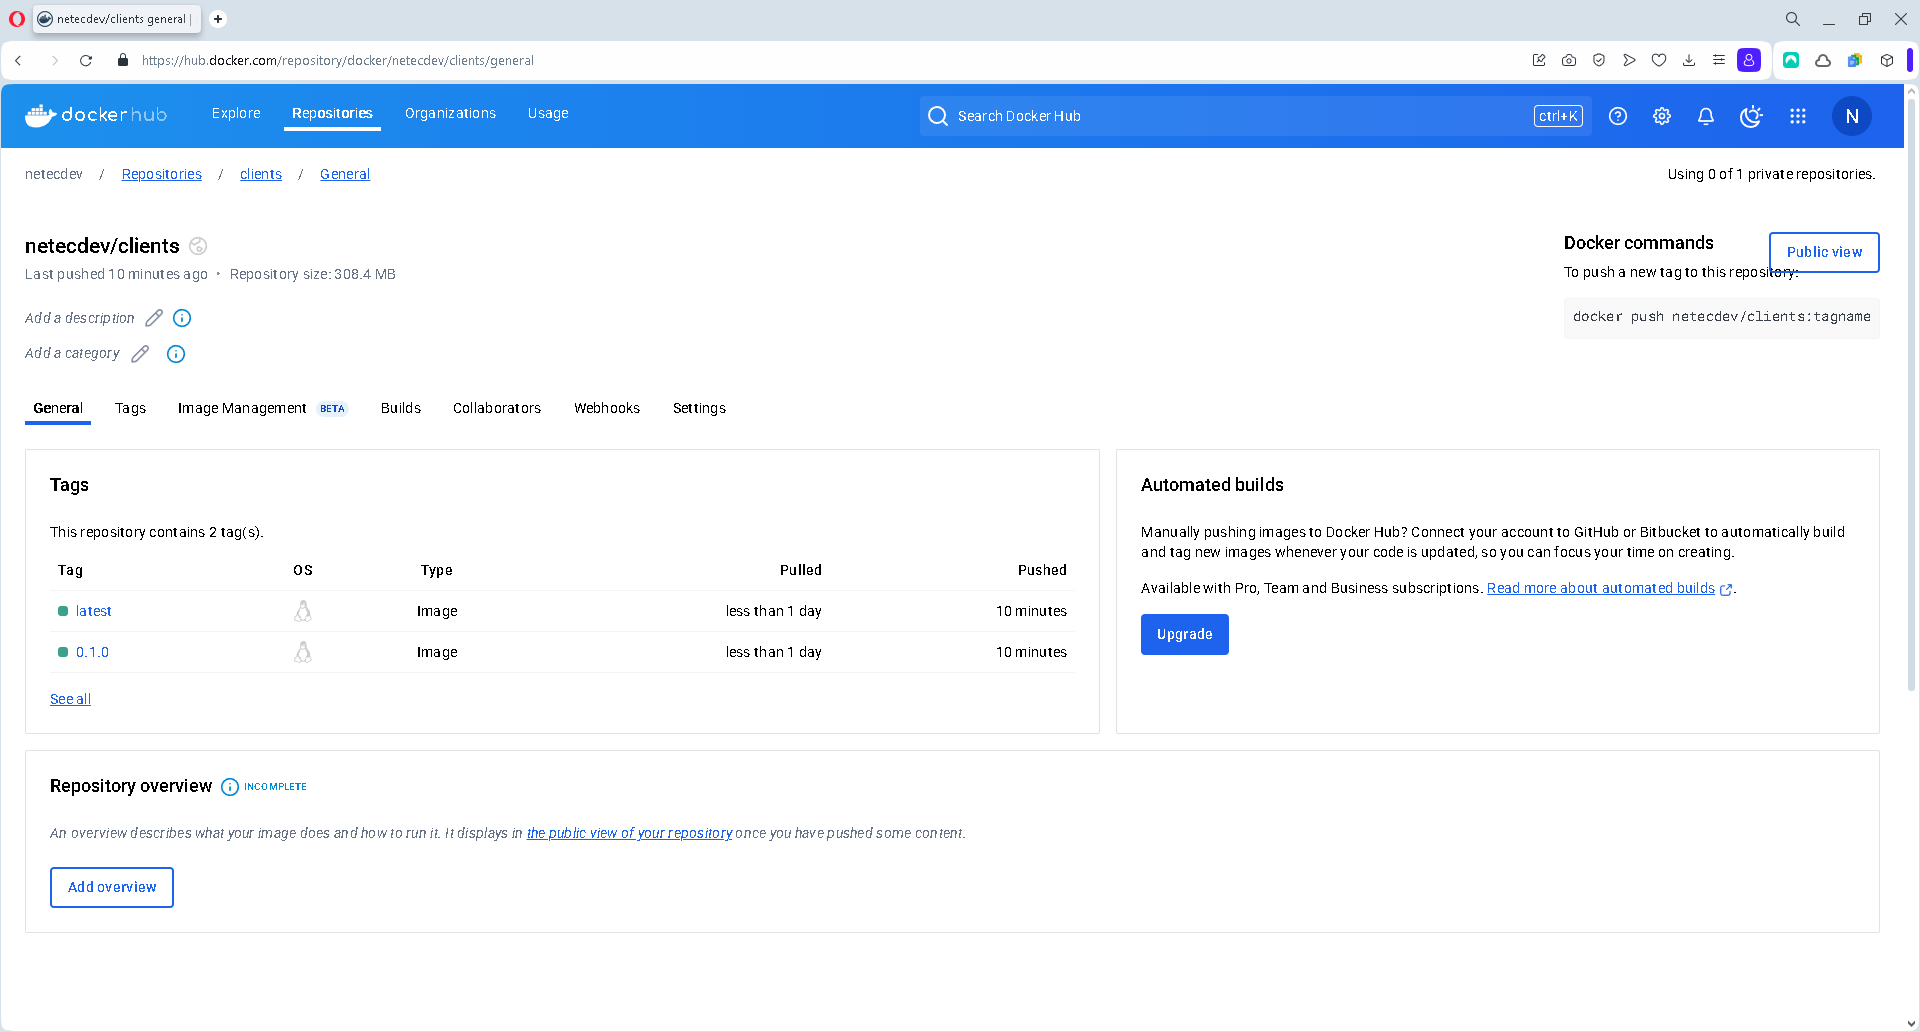 netecdev/clients general |
https://hub.docker.com/repository/docker/netecdev/clients/general
dockerhub
Explore
Repositories
Organizations
Usage
Search Docker Hub
ctrl+K
N
netecdev / Repositories / clients / General
Using 0 of 1 private repositories.
netecdev/clients
Last pushed 10 minutes ago • Repository size: 308.4 MB
Add a description
Add a category
Docker commands
Public view
To push a new tag to this repository:
docker push netecdev/clients:tagname
General
Tags
Image Management BETA
Builds
Collaborators
Webhooks
Settings
Tags
This repository contains 2 tag(s).
Tag OS Type Pulled Pushed
latest Image less than 1 day 10 minutes
0.1.0 Image less than 1 day 10 minutes
See all
Automated builds
Manually pushing images to Docker Hub? Connect your account to GitHub or Bitbucket to automatically build
and tag new images whenever your code is updated, so you can focus your time on creating.
Available with Pro, Team and Business subscriptions. Read more about automated builds.
Upgrade
Repository overview INCOMPLETE
An overview describes what your image does and how to run it. It displays in the public view of your repository once you have pushed some content.
Add overview